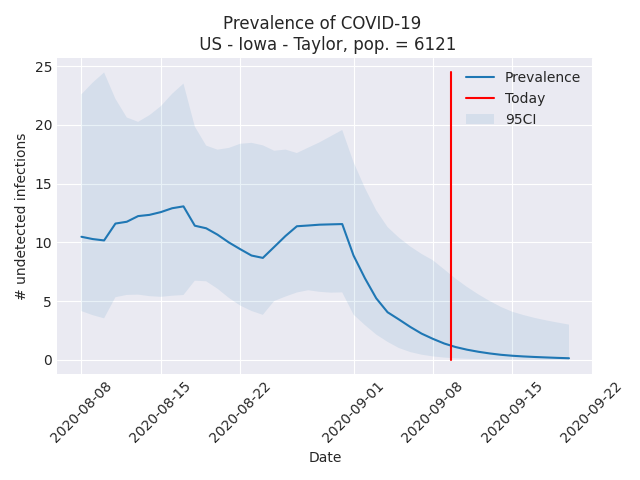 Prevalence of COVID-19
US - Iowa - Taylor, pop. = 6121
# undetected infections
25
20
15
10
5
0
Prevalence
Today
95CI
2020-08-08
2020-08-15
2020-08-22
2020-09-01
2020-09-08
2020-09-15
2020-09-22
Date